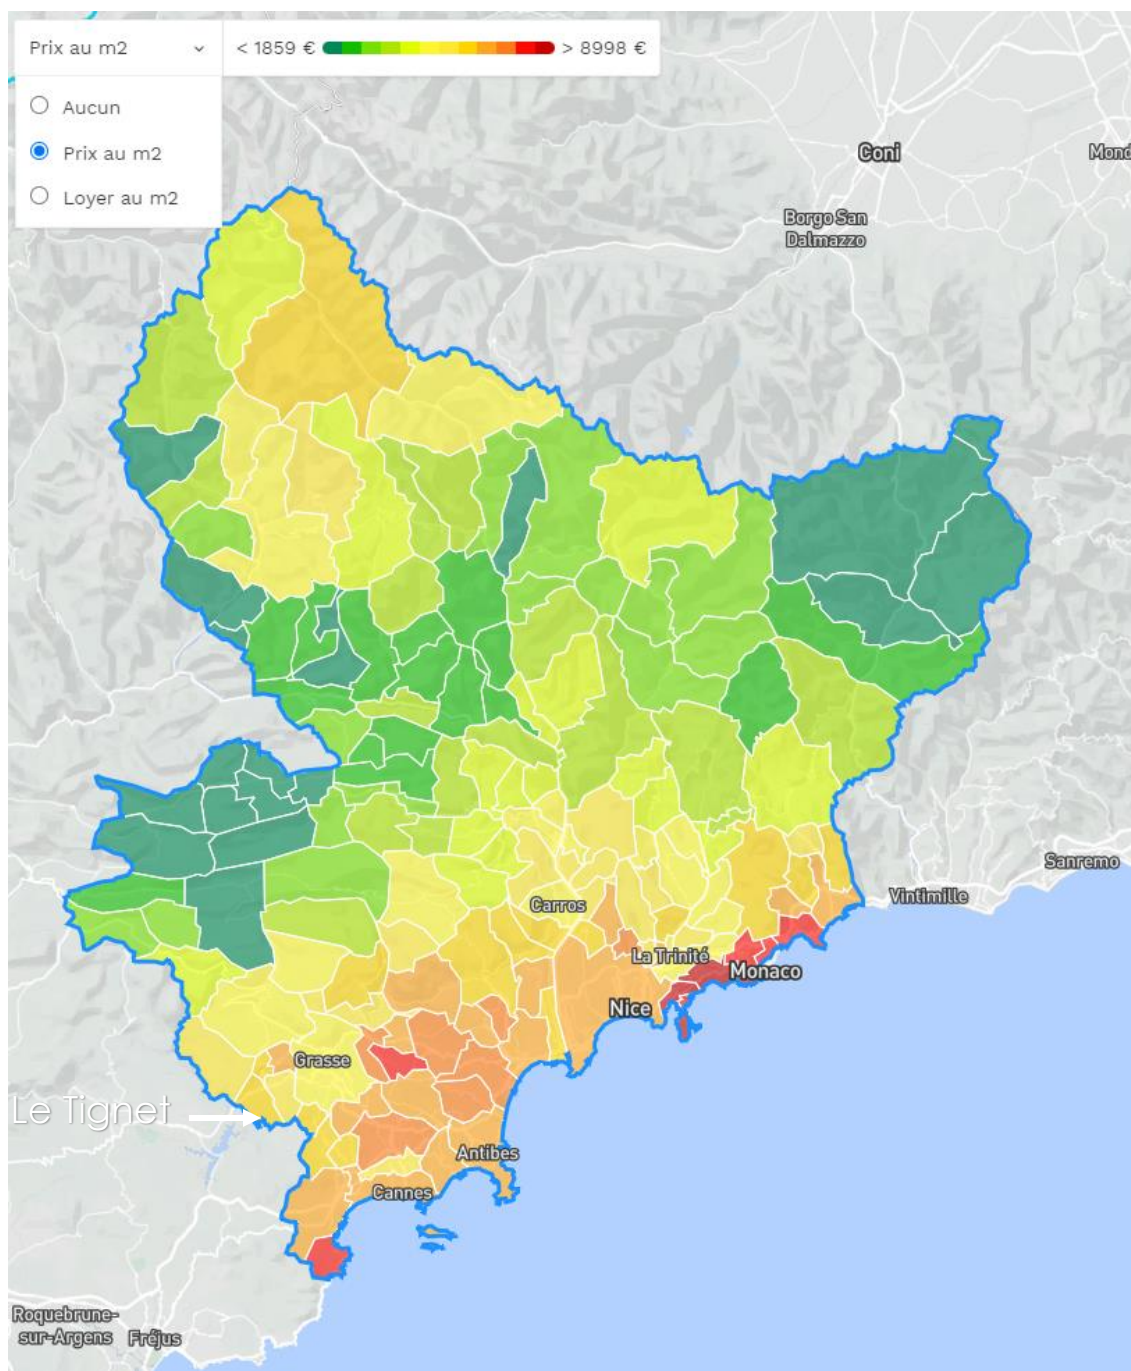 Prix au m2
< 1859 €
> 8998 €
Aucun
Prix au m2
Loyer au m2
Coni
Mond
Borgo San
Dalmazzo
Sanremo
Vintimille
Carros
La Trinité
Monaco
Nice
Grasse
Le Tignet
Antibes
Cannes
Roquebrune-
sur-Argens
Fréjus